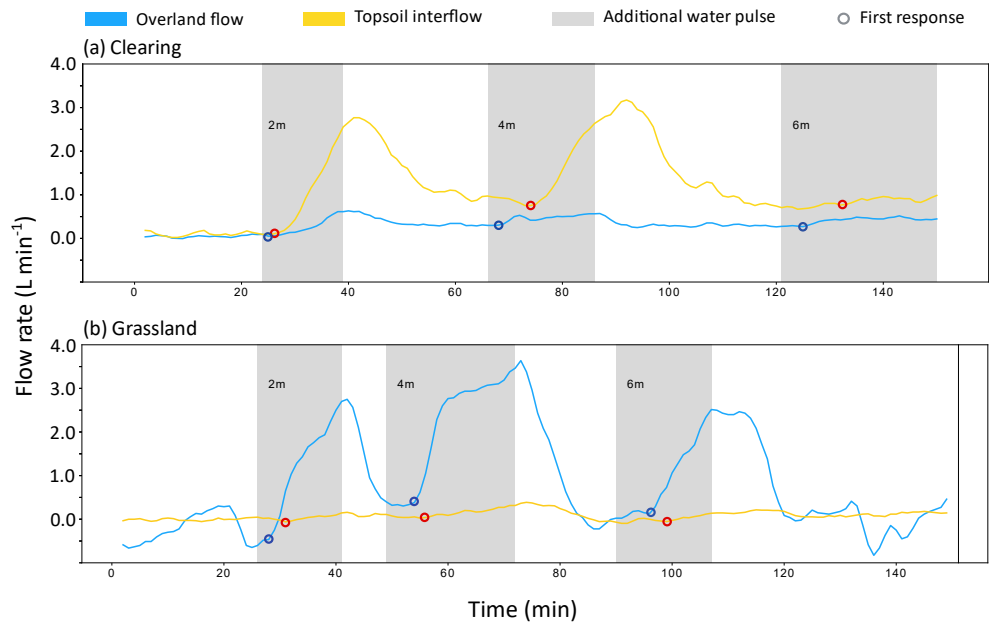 Overland flow Topsoil interflow Additional water pulse First response
(a) Clearing
4.0
3.0
2.0
1.0
0.0
2m 4m 6m
0 20 40 60 80 100 120 140
Flow rate (L min⁻¹)
(b) Grassland
4.0
3.0
2.0
1.0
0.0
2m 4m 6m
0 20 40 60 80 100 120 140
Time (min)